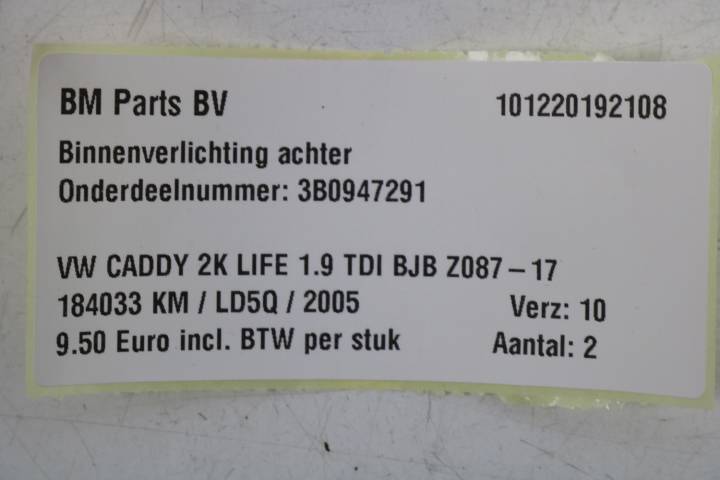 BM Parts BV 101220192108
Binnenverlichting achter
Onderdeelnummer: 3B0947291
VW CADDY 2K LIFE 1.9 TDI BJB Z087-17
184033 KM / LD5Q / 2005 Verz: 10
9.50 Euro incl. BTW per stuk Aantal: 2